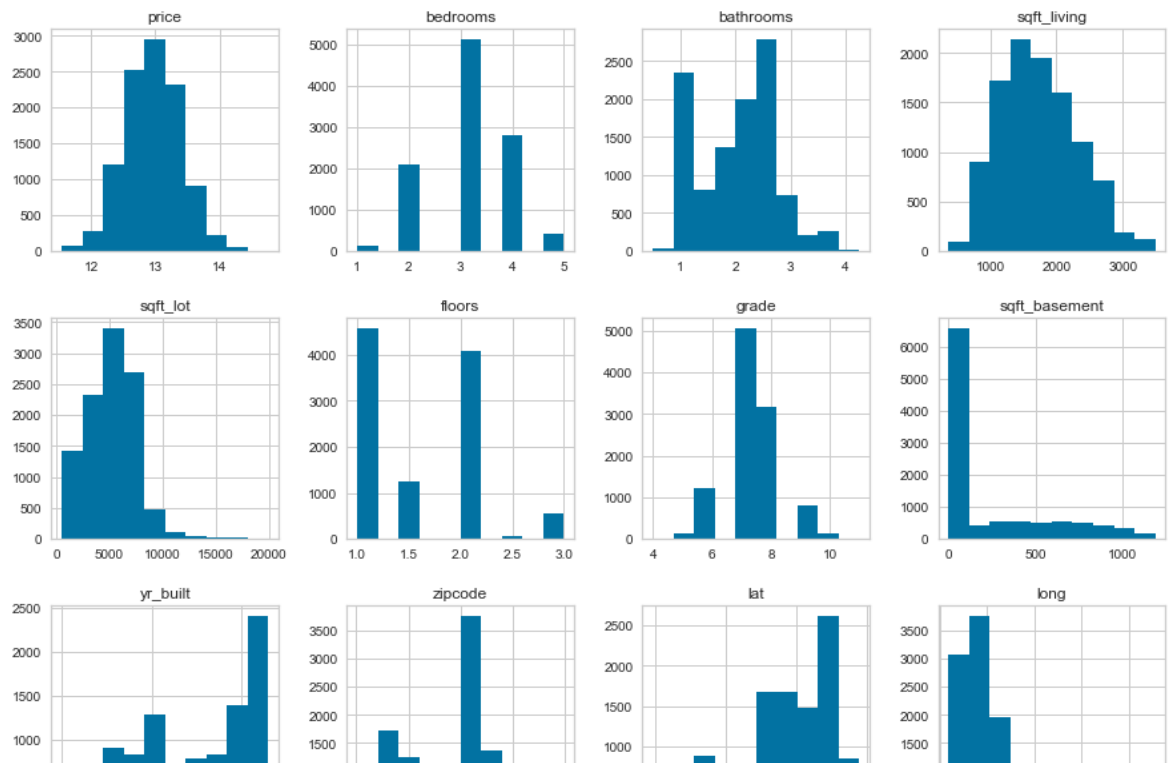 price bedrooms bathrooms sqft_living
3000 2500 2000 1500 1000 500 0
12 13 14
5000 4000 3000 2000 1000 0
1 2 3 4 5
2500 2000 1500 1000 500 0
1 2 3 4
2000 1500 1000 500 0
1000 2000 3000
sqft_lot floors grade sqft_basement
3500 3000 2500 2000 1500 1000 500 0
0 5000 10000 15000 20000
4000 3000 2000 1000 0
1.0 1.5 2.0 2.5 3.0
5000 4000 3000 2000 1000 0
4 6 8 10
6000 5000 4000 3000 2000 1000 0
0 500 1000
yr_built zipcode lat long
2500 2000 1500 1000
3500 3000 2500 2000 1500
2500 2000 1500 1000
3500 3000 2500 2000 1500